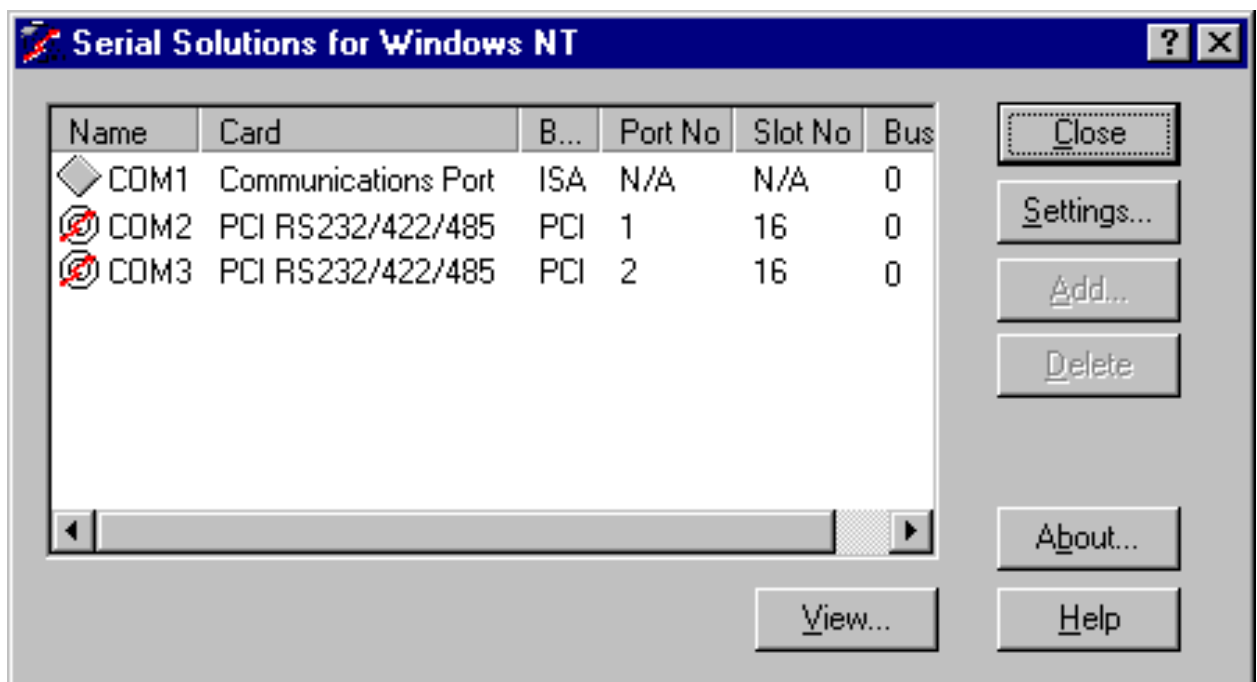 Serial Solutions for Windows NT ? X
Name Card B... Port No Slot No Bus
COM1 Communications Port ISA N/A N/A 0
COM2 PCI RS232/422/485 PCI 1 16 0
COM3 PCI RS232/422/485 PCI 2 16 0
Close
Settings...
Add...
Delete
About...
View...
Help